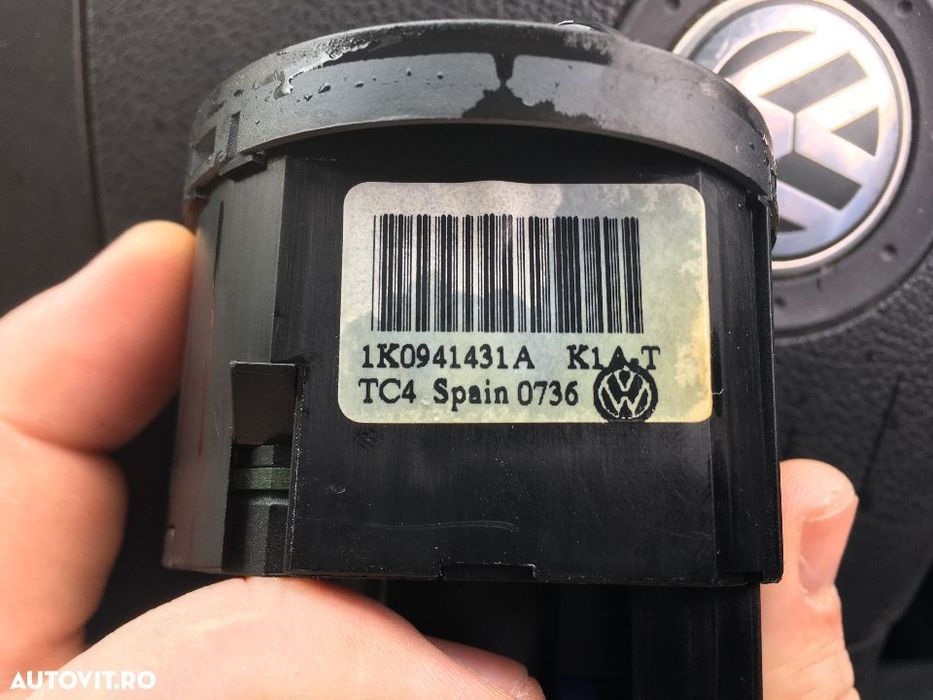 1K0941431A K1A.T
TC4 Spain 0736
AUTOVIT.RO